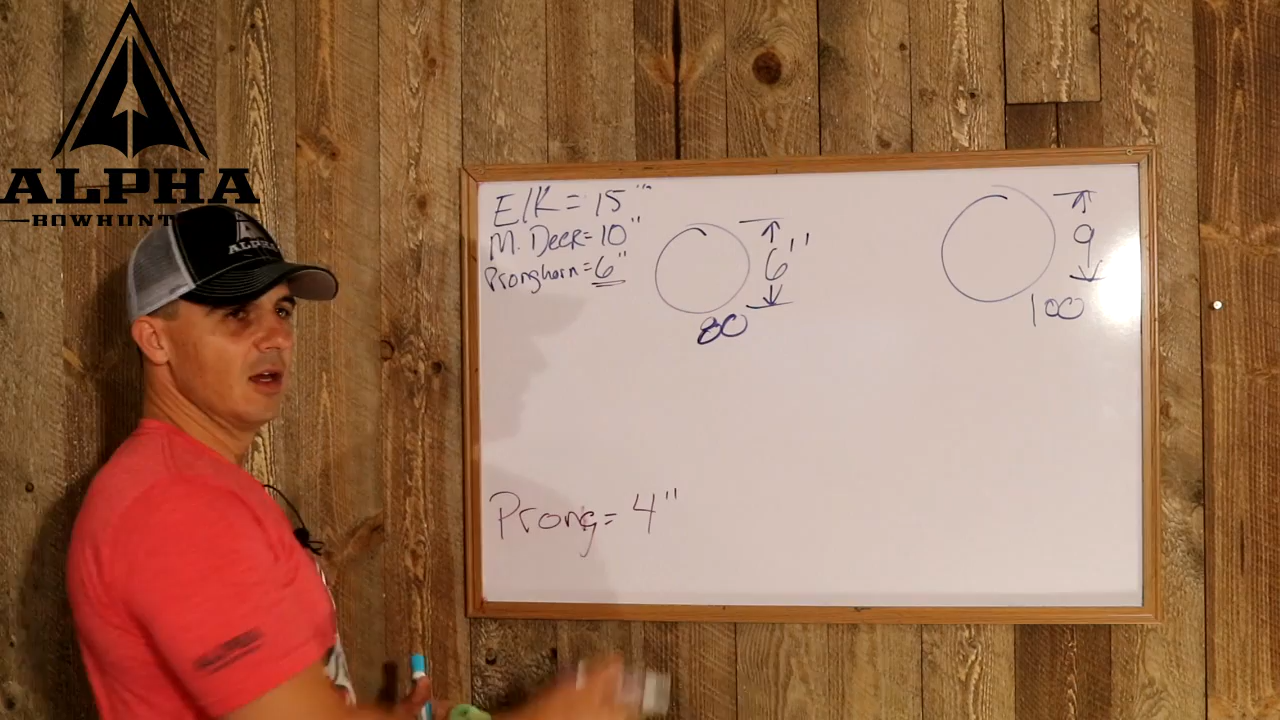 ALPHA
BOWHUNT
ALPHA
Elk = 15"
M. Deer = 10"
Pronghorn = 6"
6"
80
9
100
Prong = 4"